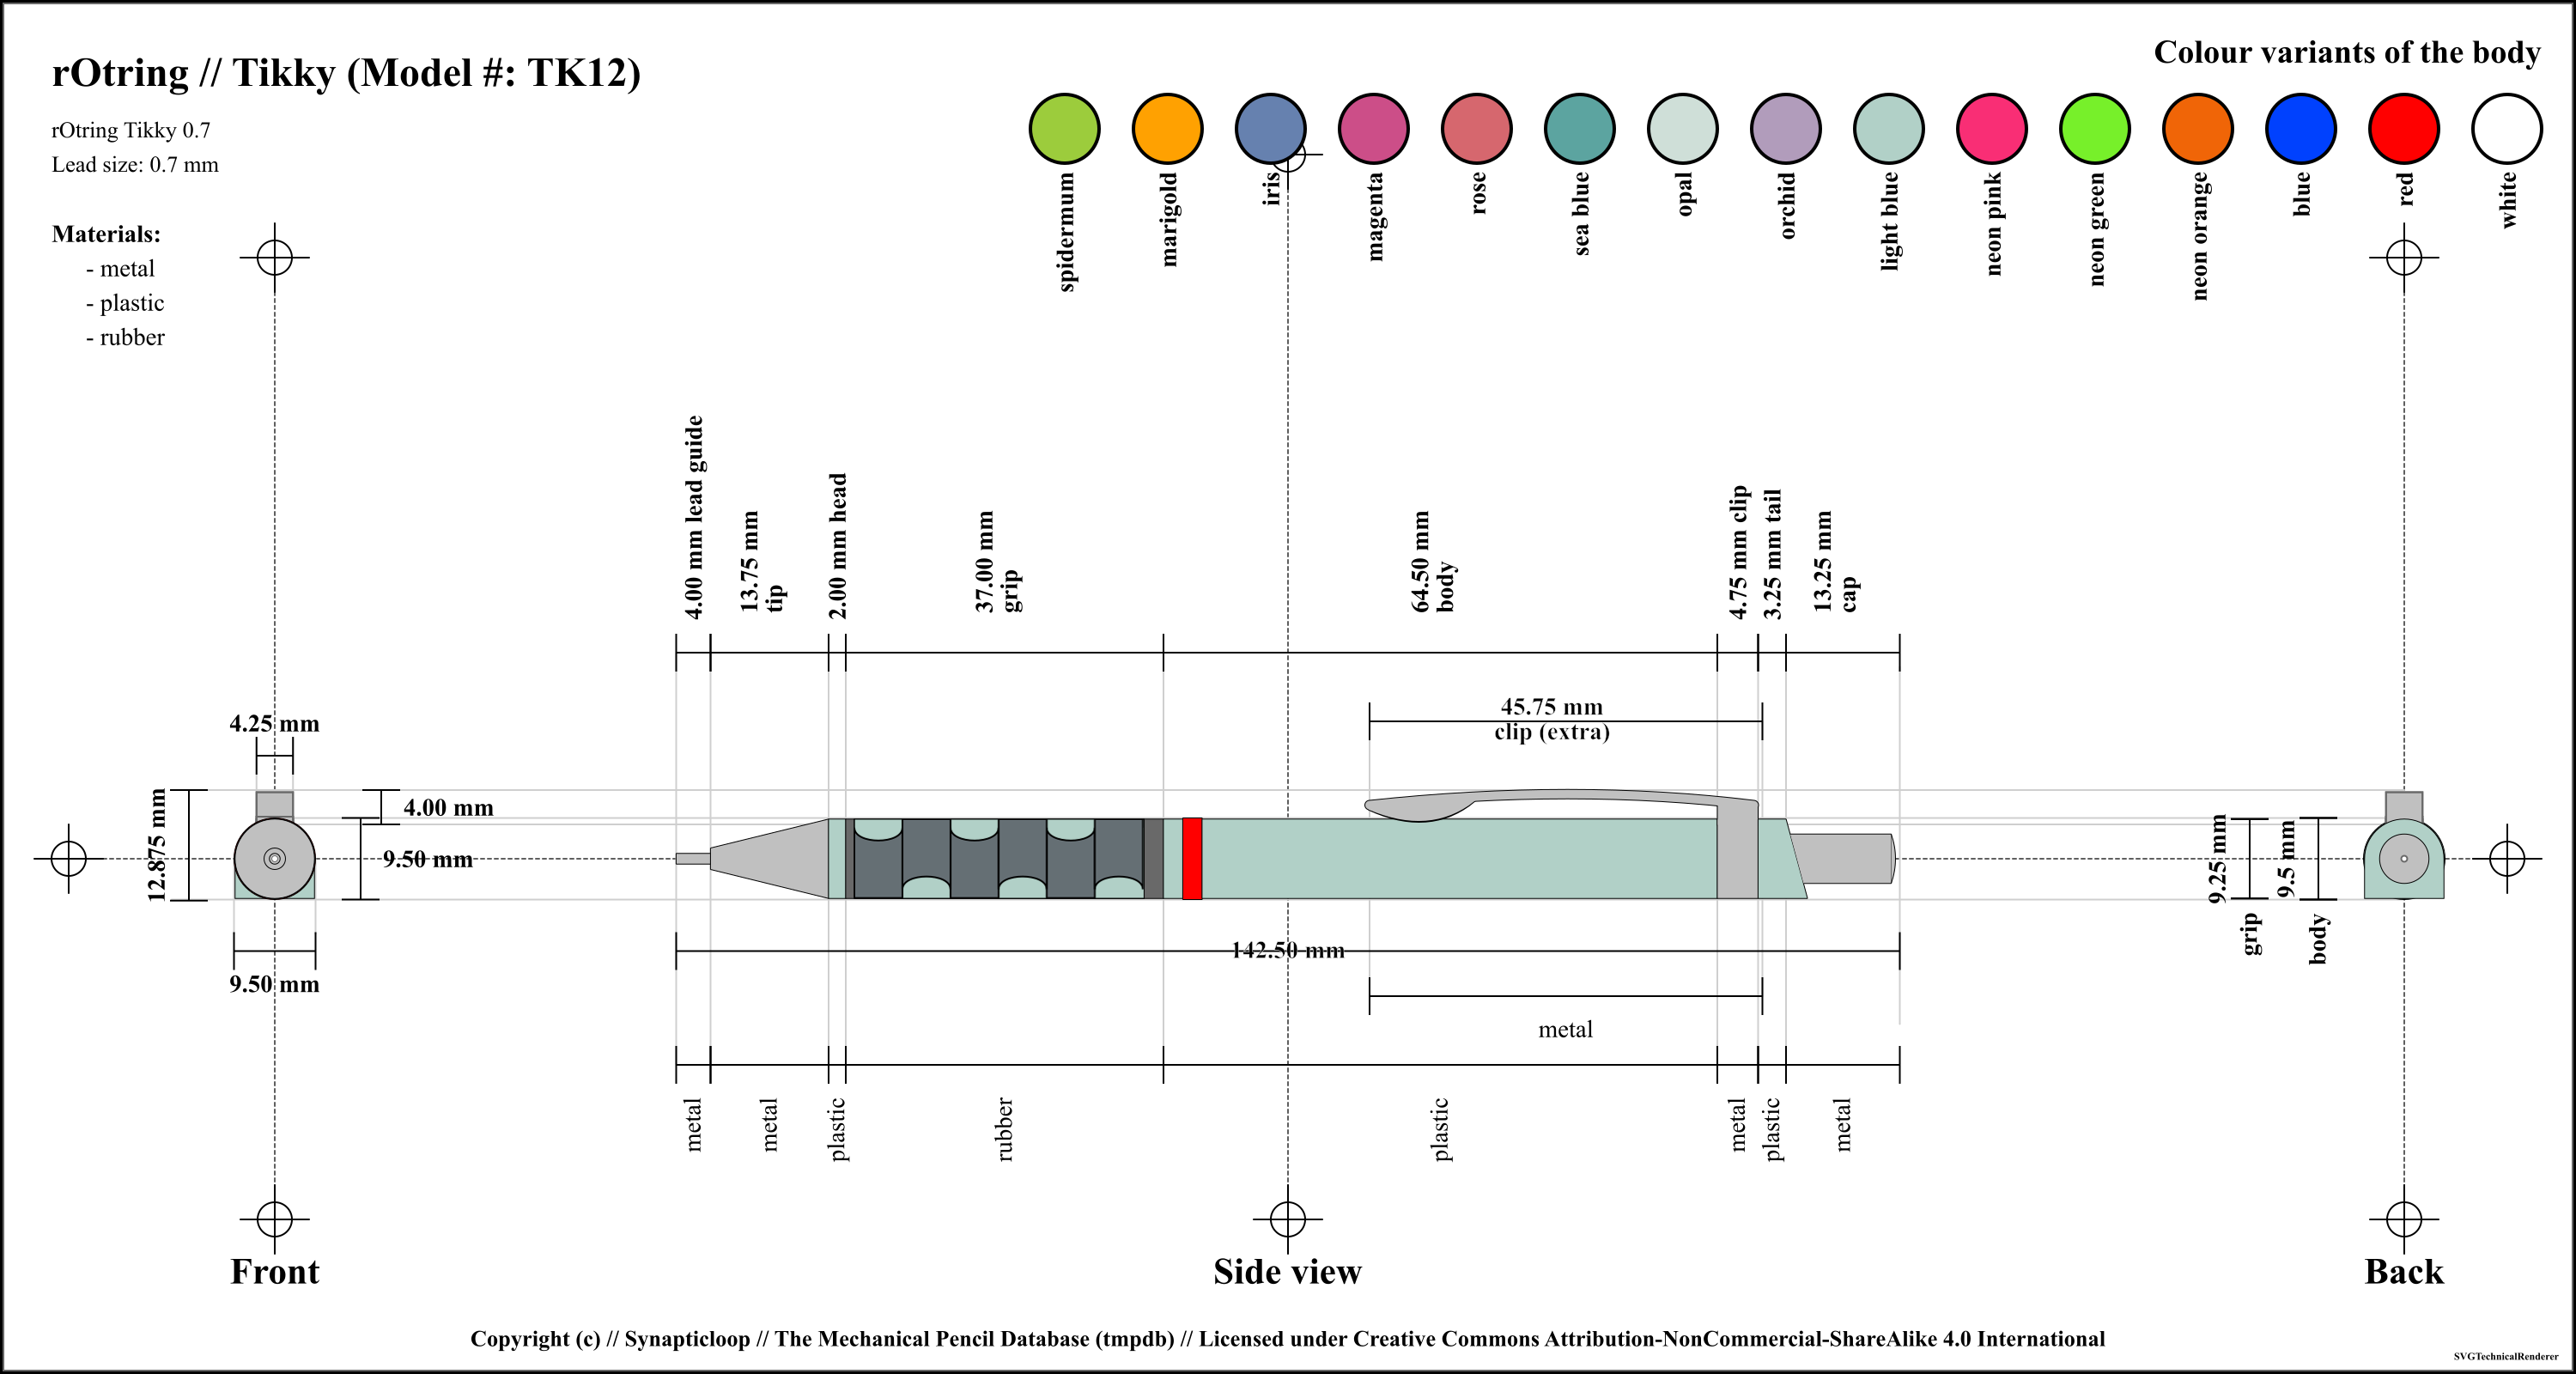 rOtring // Tikky (Model #: TK12)
rOtring Tikky 0.7
Lead size: 0.7 mm
Materials:
- metal
- plastic
- rubber
Colour variants of the body
spidermum
marigold
iris
magenta
rose
sea blue
opal
orchid
light blue
neon pink
neon green
neon orange
blue
red
white
4.00 mm lead guide
13.75 mm
tip
2.00 mm head
37.00 mm
grip
64.50 mm
body
4.75 mm clip
3.25 mm tail
13.25 mm
cap
45.75 mm
clip (extra)
4.25 mm
12.875 mm
4.00 mm
9.50 mm
9.50 mm
9.25 mm
grip
9.5 mm
body
142.50 mm
metal
metal
metal
plastic
rubber
plastic
metal
plastic
metal
Front
Side view
Back
Copyright (c) // Synapticloop // The Mechanical Pencil Database (tmpdb) // Licensed under Creative Commons Attribution-NonCommercial-ShareAlike 4.0 International
SVGTechnicalRenderer